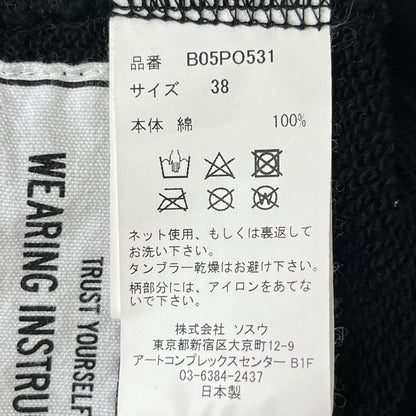 品番 B05PO531
サイズ 38
本体 綿 100%
ネット使用、もしくは裏返して
お洗い下さい。
タンブラー乾燥はお避け下さい。
柄部分には、アイロンをあてな
いで下さい。
株式会社 ソスウ
東京都新宿区大京町12-9
アートコンプレックスセンター B1F
03-6384-2437
日本製
TRUST YOURSELF
WEARING INSTRU